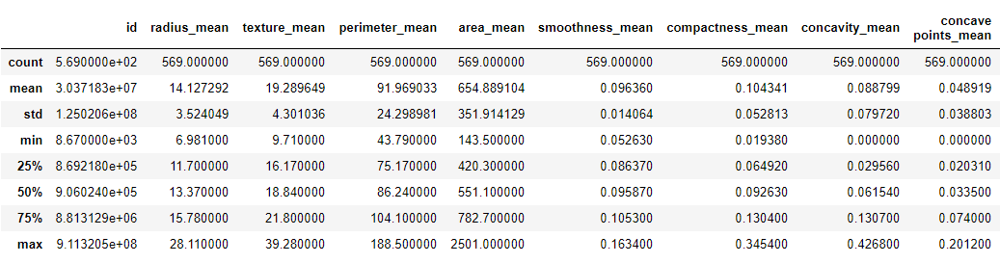 id radius_mean texture_mean perimeter_mean area_mean smoothness_mean compactness_mean concavity_mean concave
points_mean
count 5.690000e+02 569.000000 569.000000 569.000000 569.000000 569.000000 569.000000 569.000000 569.000000
mean 3.037183e+07 14.127292 19.289649 91.969033 654.889104 0.096360 0.104341 0.088799 0.048919
std 1.250206e+08 3.524049 4.301036 24.298981 351.914129 0.014064 0.052813 0.079720 0.038803
min 8.670000e+03 6.981000 9.710000 43.790000 143.500000 0.052630 0.019380 0.000000 0.000000
25% 8.692180e+05 11.700000 16.170000 75.170000 420.300000 0.086370 0.064920 0.029560 0.020310
50% 9.060240e+05 13.370000 18.840000 86.240000 551.100000 0.095870 0.092630 0.061540 0.033500
75% 8.813129e+06 15.780000 21.800000 104.100000 782.700000 0.105300 0.130400 0.130700 0.074000
max 9.113205e+08 28.110000 39.280000 188.500000 2501.000000 0.163400 0.345400 0.426800 0.201200